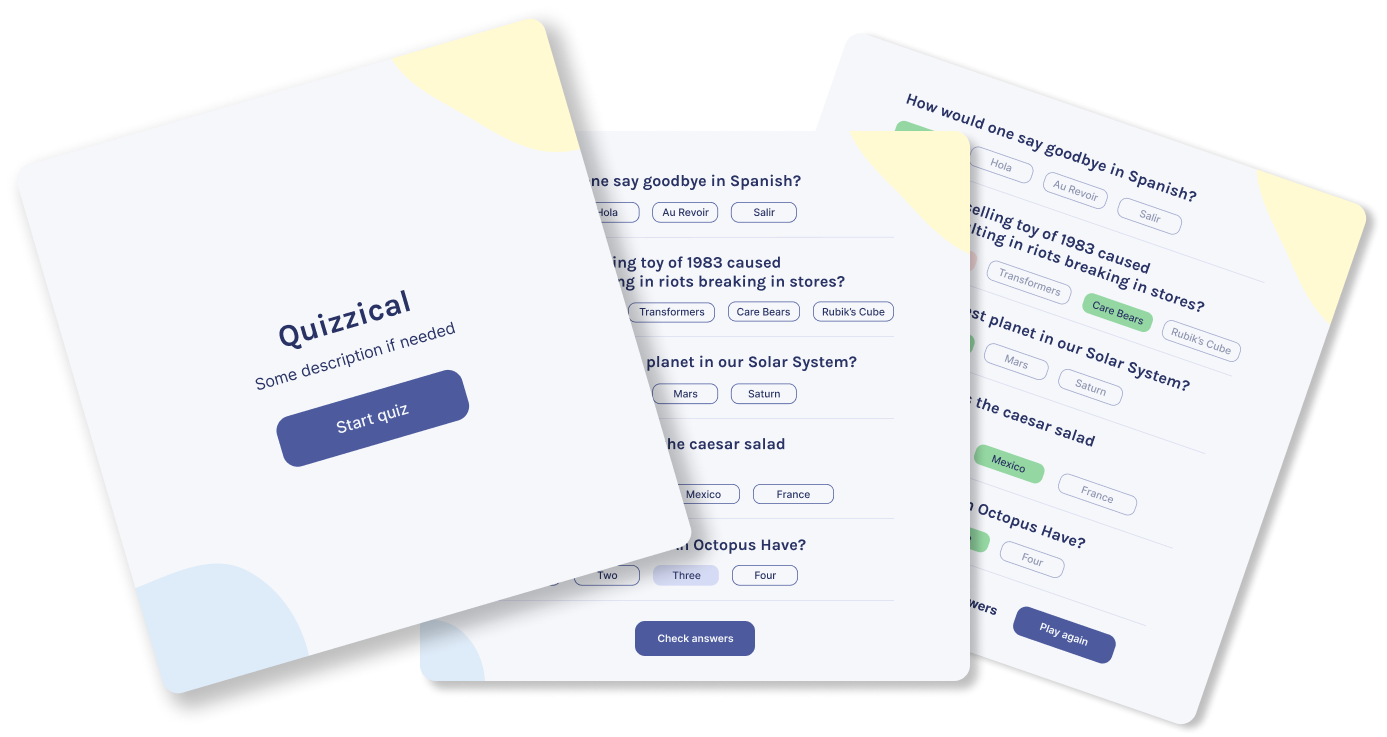 Quizzical
Some description if needed
Start quiz
ne say goodbye in Spanish?
Hola
Au Revoir
Salir
ing toy of 1983 caused
ng in riots breaking in stores?
Transformers
Care Bears
Rubik's Cube
planet in our Solar System?
Mars
Saturn
he caesar salad
Mexico
France
n Octopus Have?
Two
Three
Four
Check answers
How would one say goodbye in Spanish?
Hola
Au Revoir
Salir
elling toy of 1983 caused
lting in riots breaking in stores?
Transformers
Care Bears
Rubik's Cube
est planet in our Solar System?
Mars
Saturn
the caesar salad
Mexico
France
n Octopus Have?
Four
wers
Play again